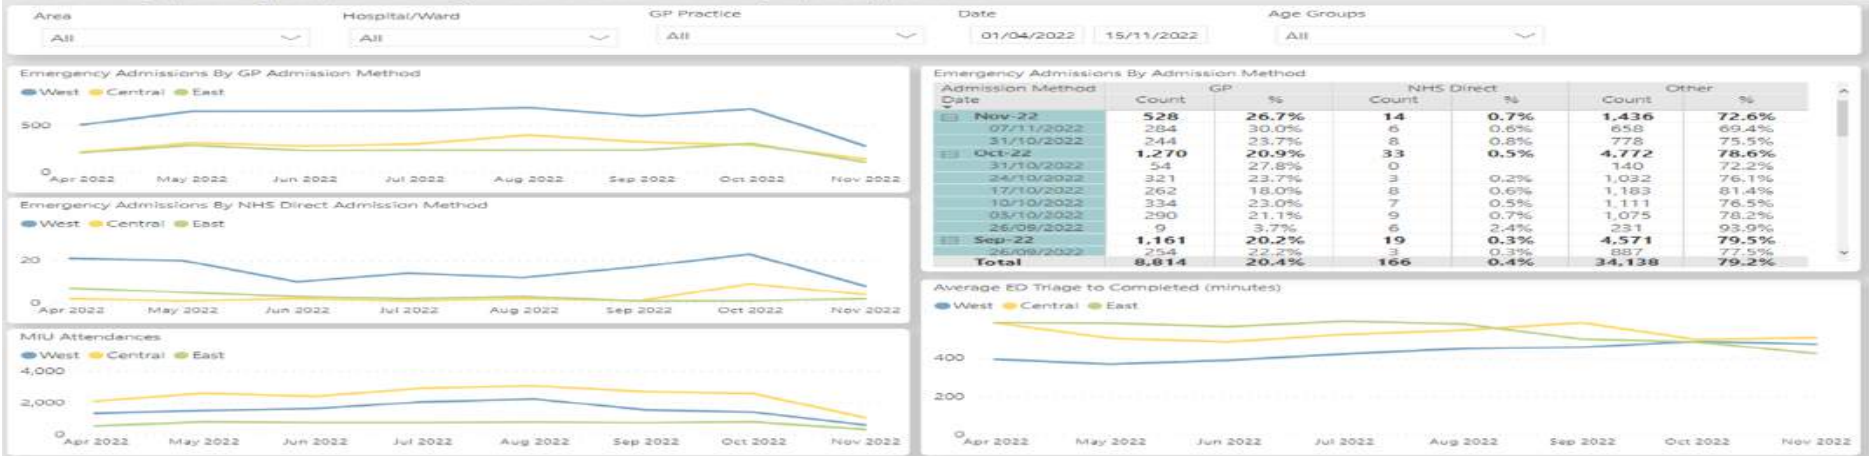 Area Hospital/Ward GP Practice Date Age Groups
All All All 01/04/2022 15/11/2022 All
Emergency Admissions By GP Admission Method
West Central East
500
0
Apr 2022 May 2022 Jun 2022 Jul 2022 Aug 2022 Sep 2022 Oct 2022 Nov 2022
Emergency Admissions By NHS Direct Admission Method
West Central East
20
0
Apr 2022 May 2022 Jun 2022 Jul 2022 Aug 2022 Sep 2022 Oct 2022 Nov 2022
MIU Attendances
West Central East
4,000
2,000
0
Apr 2022 May 2022 Jun 2022 Jul 2022 Aug 2022 Sep 2022 Oct 2022 Nov 2022
Emergency Admissions By Admission Method
Admission Method GP NHS Direct Other
Date Count % Count % Count %
Nov-22 528 26.7% 14 0.7% 1,436 72.6%
07/11/2022 284 30.0% 6 0.6% 658 69.4%
31/10/2022 244 23.7% 8 0.8% 778 75.5%
Oct-22 1,270 20.9% 33 0.5% 4,772 78.6%
31/10/2022 54 27.8% 0 140 72.2%
24/10/2022 321 23.7% 3 0.2% 1,032 76.1%
17/10/2022 262 18.0% 8 0.6% 1,183 81.4%
10/10/2022 334 23.0% 7 0.5% 1,111 76.5%
03/10/2022 290 21.1% 9 0.7% 1,075 78.2%
26/09/2022 9 3.7% 6 2.4% 231 93.9%
Sep-22 1,161 20.2% 19 0.3% 4,571 79.5%
26/09/2022 254 22.2% 3 0.3% 887 77.5%
Total 8,814 20.4% 166 0.4% 34,138 79.2%
Average ED Triage to Completed (minutes)
West Central East
400
200
0
Apr 2022 May 2022 Jun 2022 Jul 2022 Aug 2022 Sep 2022 Oct 2022 Nov 2022